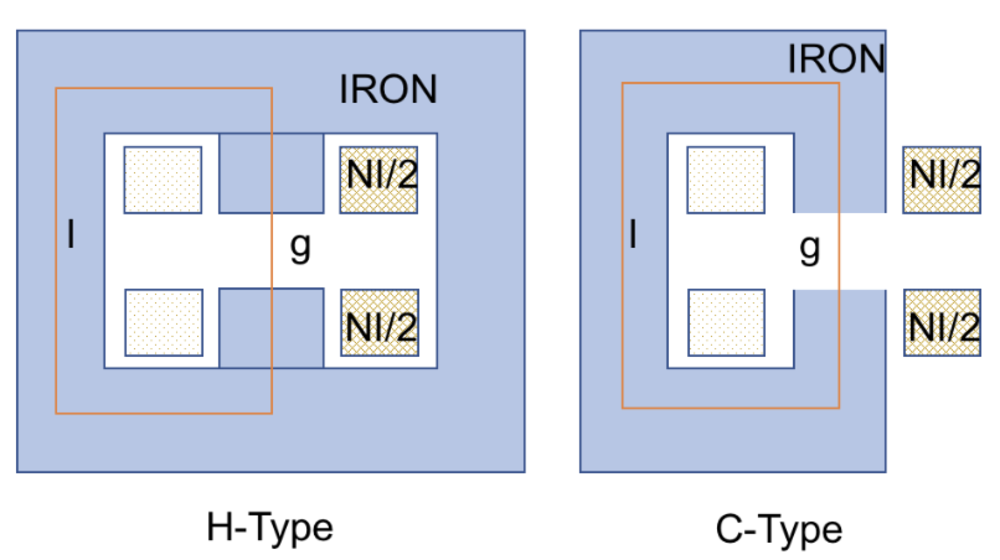 IRON
NI/2
l
g
NI/2
H-Type
IRON
NI/2
l
g
NI/2
C-Type